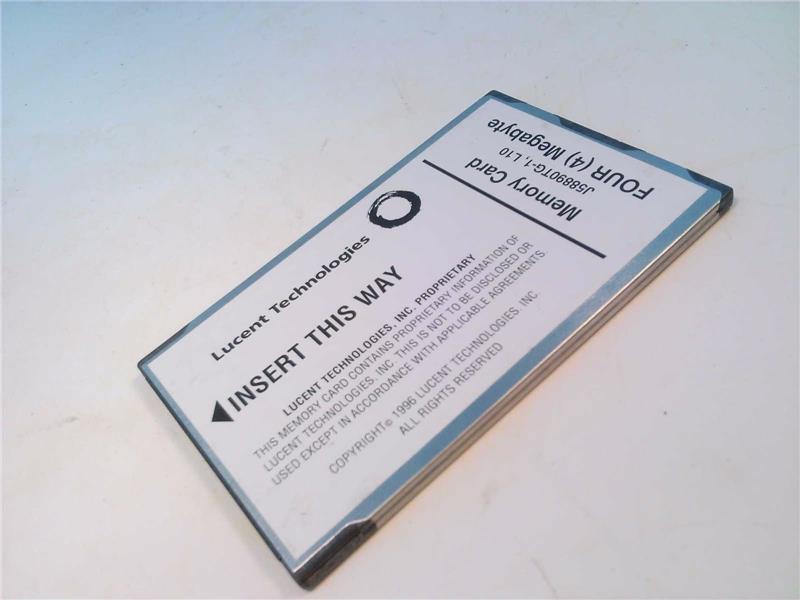 Memory Card
J58890TG-1, L10
FOUR (4) Megabyte
Lucent Technologies
INSERT THIS WAY
LUCENT TECHNOLOGIES, INC. PROPRIETARY
THIS MEMORY CARD CONTAINS PROPRIETARY INFORMATION OF
LUCENT TECHNOLOGIES, INC. THIS IS NOT TO BE DISCLOSED OR
USED EXCEPT IN ACCORDANCE WITH APPLICABLE AGREEMENTS.
COPYRIGHT© 1996 LUCENT TECHNOLOGIES, INC
ALL RIGHTS RESERVED